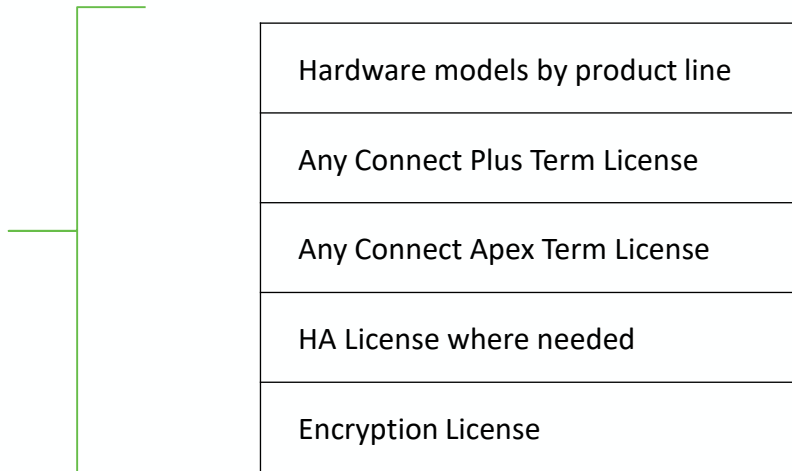 Hardware models by product line
Any Connect Plus Term License
Any Connect Apex Term License
HA License where needed
Encryption License